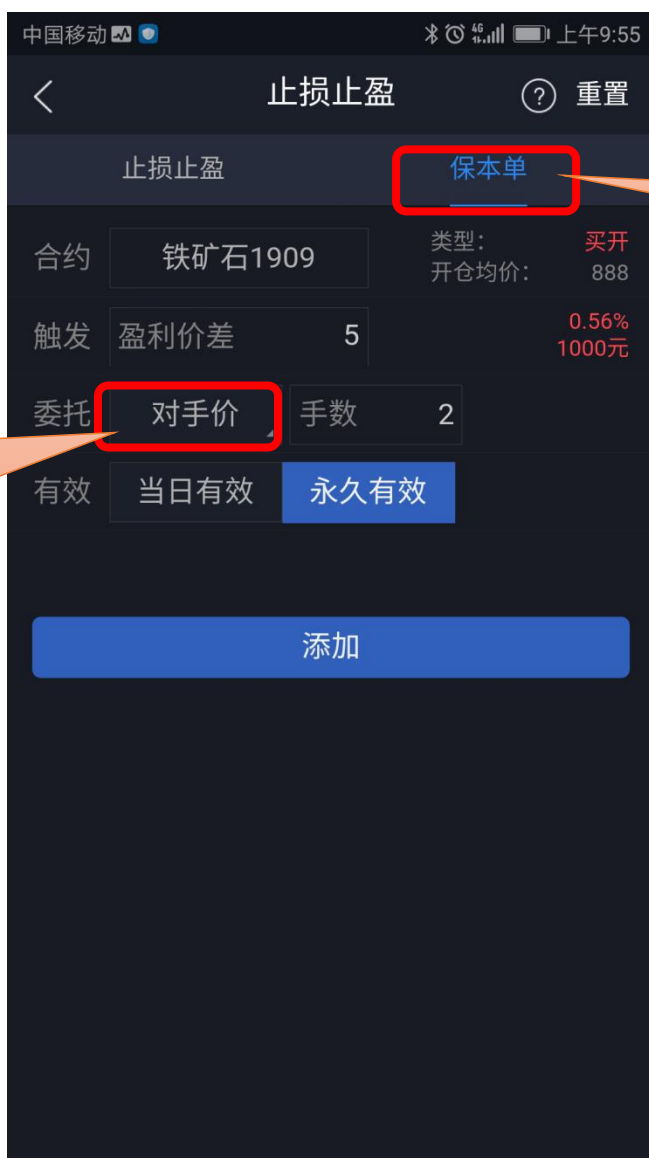 中国移动 46 上午9:55
止损止盈 ? 重置
止损止盈 保本单
合约 铁矿石1909 类型： 买开
开仓均价： 888
触发 盈利价差 5 0.56%
1000元
委托 对手价 手数 2
有效 当日有效 永久有效
添加